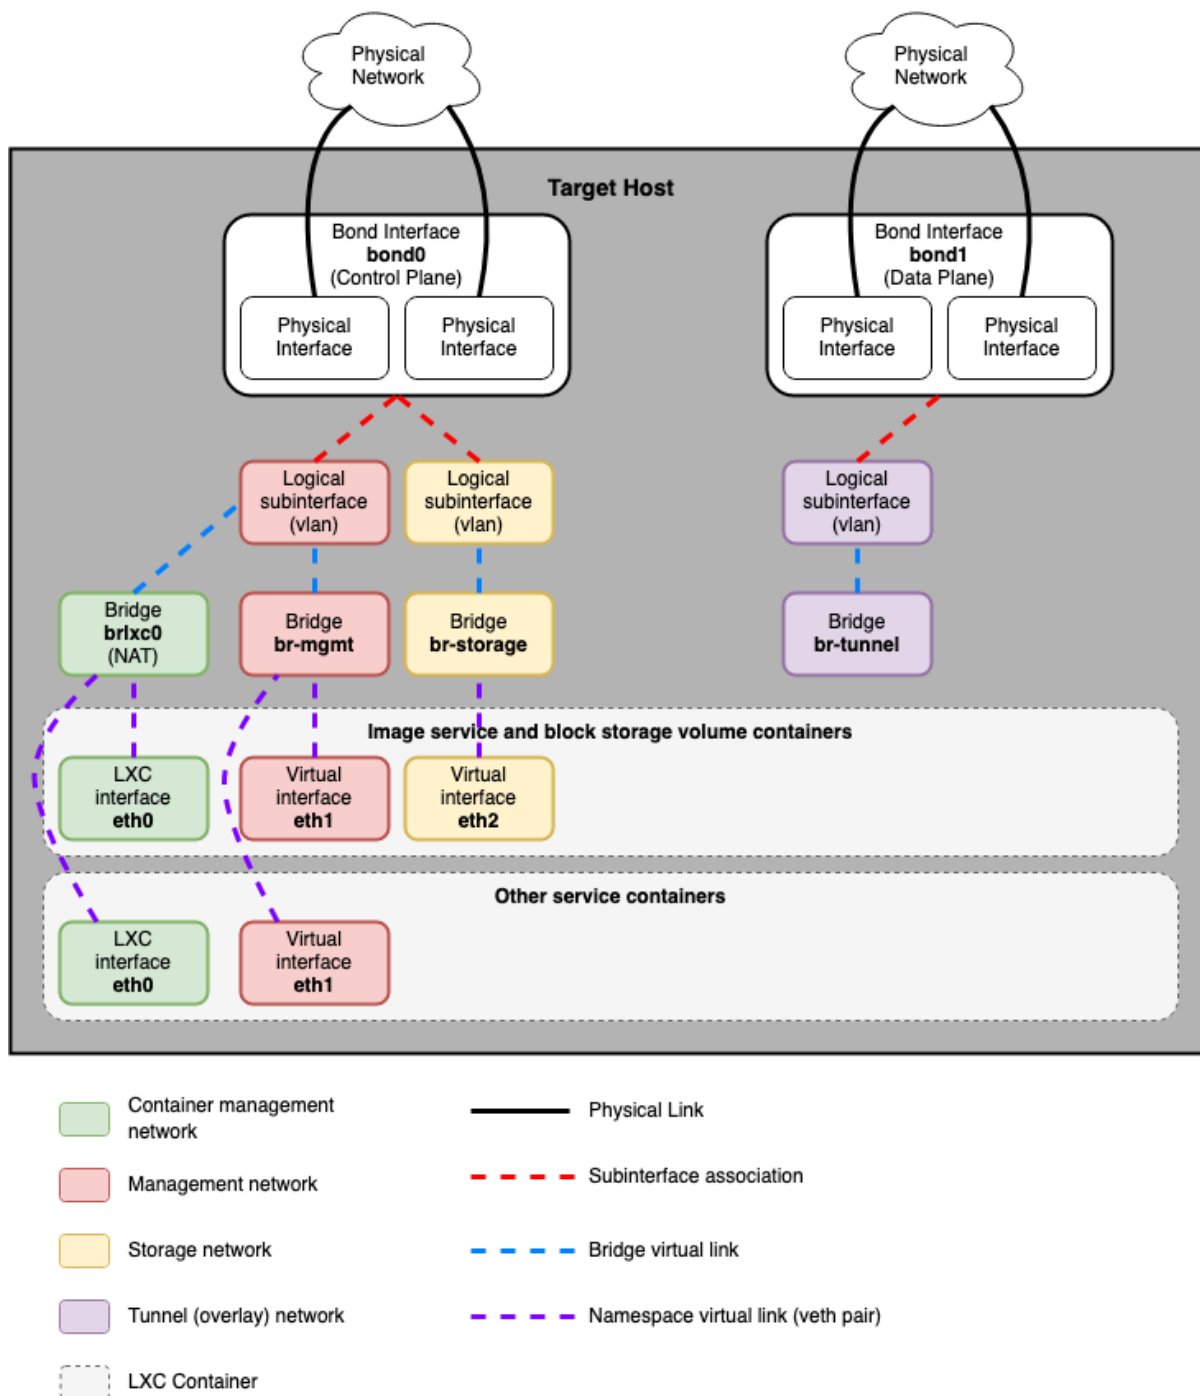 Physical
Network
Physical
Network
Target Host
Bond Interface
bond0
(Control Plane)
Physical
Interface
Physical
Interface
Bond Interface
bond1
(Data Plane)
Physical
Interface
Physical
Interface
Logical
subinterface
(vlan)
Logical
subinterface
(vlan)
Logical
subinterface
(vlan)
Bridge
brlxc0
(NAT)
Bridge
br-mgmt
Bridge
br-storage
Bridge
br-tunnel
Image service and block storage volume containers
LXC
interface
eth0
Virtual
interface
eth1
Virtual
interface
eth2
Other service containers
LXC
interface
eth0
Virtual
interface
eth1
Container management
network
Physical Link
Management network
Subinterface association
Storage network
Bridge virtual link
Tunnel (overlay) network
Namespace virtual link (veth pair)
LXC Container